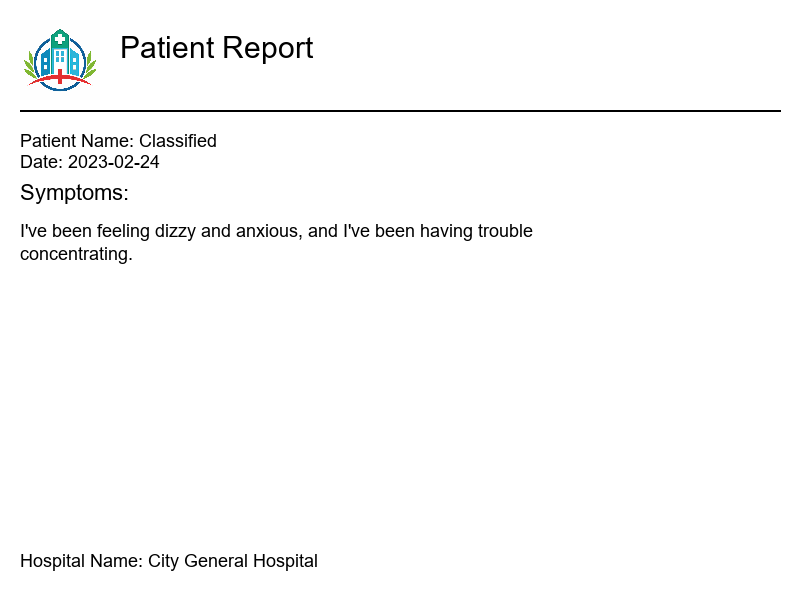 Patient Report
Patient Name: Classified
Date: 2023-02-24
Symptoms:
I've been feeling dizzy and anxious, and I've been having trouble
concentrating.
Hospital Name: City General Hospital